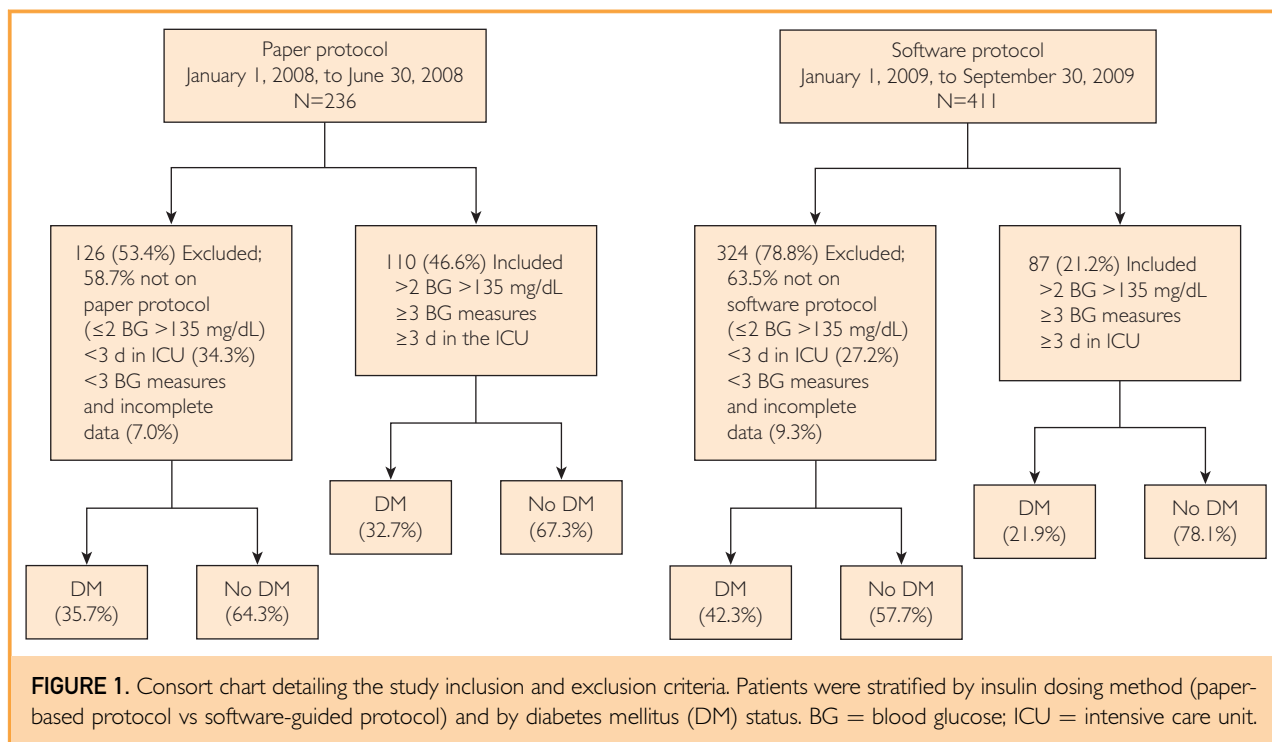 Paper protocol
January 1, 2008, to June 30, 2008
N=236
Software protocol
January 1, 2009, to September 30, 2009
N=411
126 (53.4%) Excluded;
58.7% not on
paper protocol
(≤2 BG >135 mg/dL)
<3 d in ICU (34.3%)
<3 BG measures
and incomplete
data (7.0%)
110 (46.6%) Included
>2 BG >135 mg/dL
≥3 BG measures
≥3 d in the ICU
324 (78.8%) Excluded;
63.5% not on
software protocol
(≤2 BG >135 mg/dL)
<3 d in ICU (27.2%)
<3 BG measures
and incomplete
data (9.3%)
87 (21.2%) Included
>2 BG >135 mg/dL
≥3 BG measures
≥3 d in ICU
DM
(32.7%)
No DM
(67.3%)
DM
(21.9%)
No DM
(78.1%)
DM
(35.7%)
No DM
(64.3%)
DM
(42.3%)
No DM
(57.7%)
FIGURE 1. Consort chart detailing the study inclusion and exclusion criteria. Patients were stratified by insulin dosing method (paper-
based protocol vs software-guided protocol) and by diabetes mellitus (DM) status. BG = blood glucose; ICU = intensive care unit.